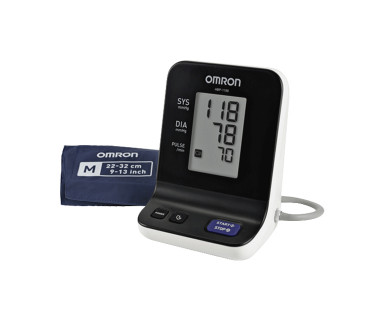 OMRON
SYS
mmHg
118
DIA
mmHg
78
PULSE
/min
70
OMRON
M
22-32 cm
9-13 inch
START
STOP